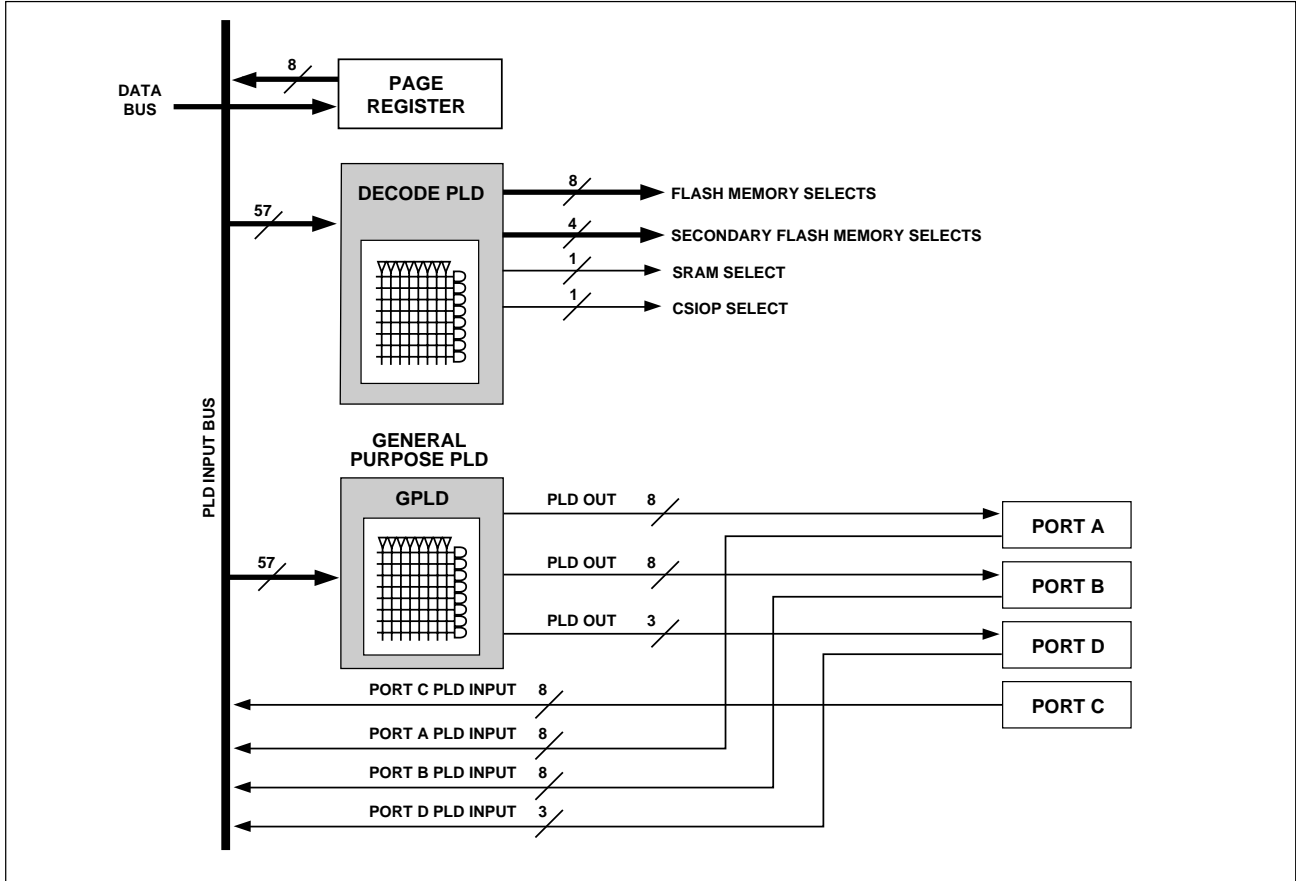 8
PAGE
REGISTER
DATA
BUS
DECODE PLD
8
FLASH MEMORY SELECTS
57
4
SECONDARY FLASH MEMORY SELECTS
1
SRAM SELECT
1
CSIOP SELECT
PLD INPUT BUS
GENERAL
PURPOSE PLD
GPLD
PLD OUT 8
PORT A
57
PLD OUT 8
PORT B
PLD OUT 3
PORT D
PORT C PLD INPUT 8
PORT C
PORT A PLD INPUT 8
PORT B PLD INPUT 8
PORT D PLD INPUT 3